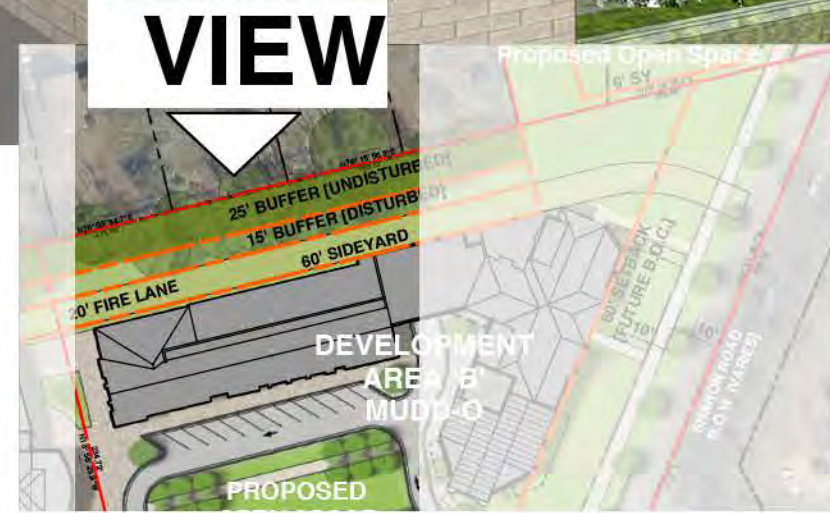 VIEW
Proposed Open Space
6' SY
25' BUFFER [UNDISTURBED]
15' BUFFER [DISTURBED]
60' SIDEYARD
20' FIRE LANE
60' SETBACK
[FUTURE B.O.C.]
10'
10'
SHARON ROAD
R.O.W. [VARIES]
DEVELOPMENT
AREA 'B'
MUDD-O
PROPOSED